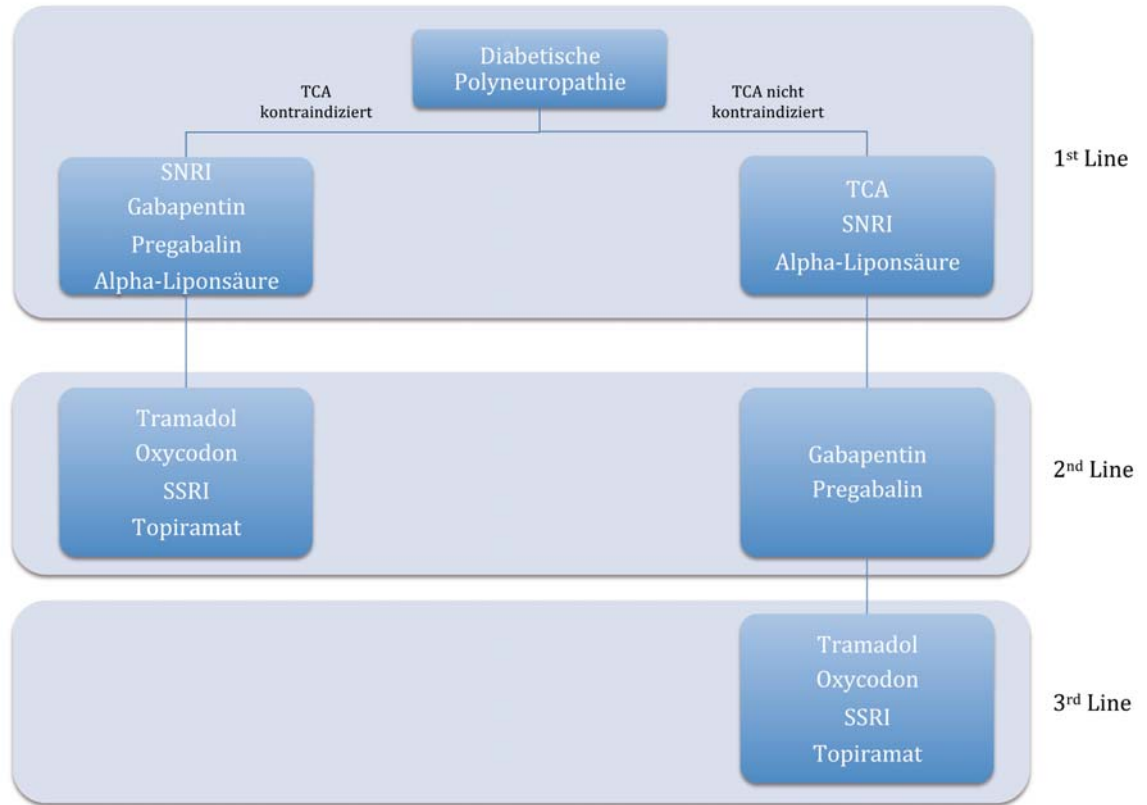 Diabetische
Polyneuropathie
TCA
kontraindiziert
TCA nicht
kontraindiziert
1st Line
SNRI
Gabapentin
Pregabalin
Alpha-Liponsäure
TCA
SNRI
Alpha-Liponsäure
Tramadol
Oxycodon
SSRI
Topiramat
Gabapentin
Pregabalin
2nd Line
Tramadol
Oxycodon
SSRI
Topiramat
3rd Line